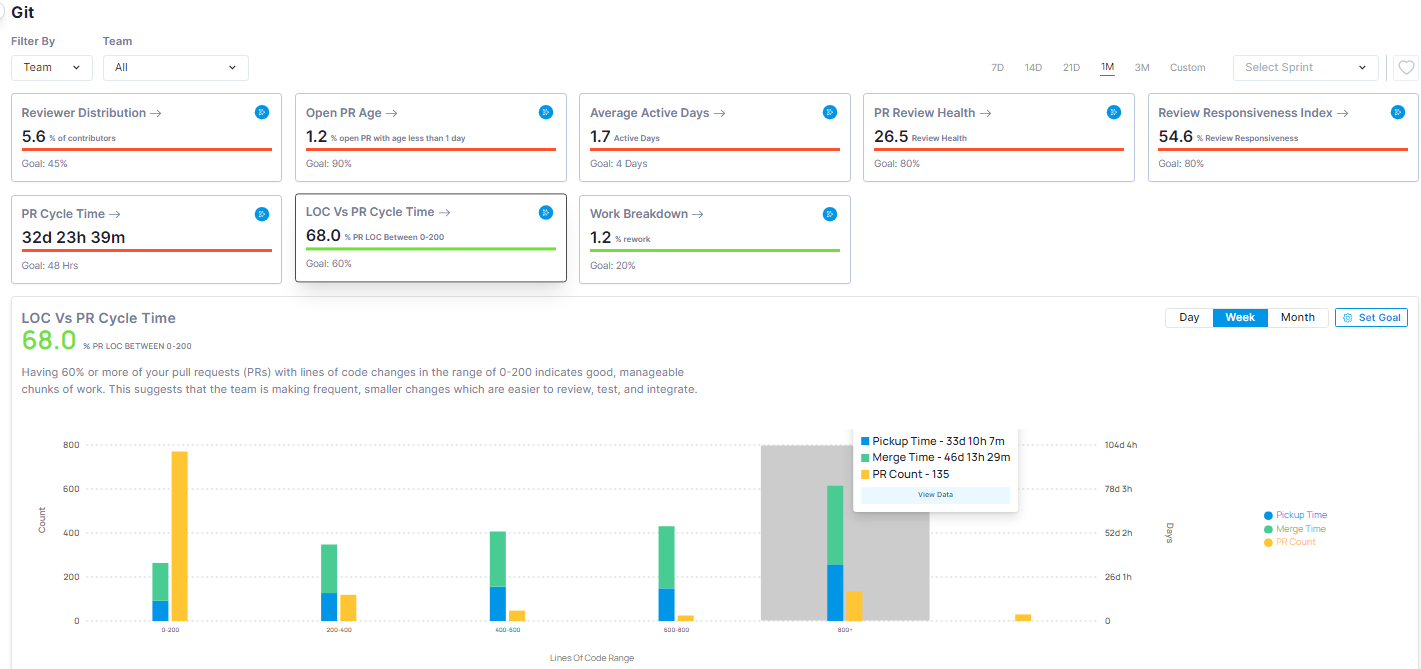 Git
Filter By
Team
Team
All
7D 14D 21D 1M 3M Custom
Select Sprint
Reviewer Distribution →
5.6 % of contributors
Goal: 45%
Open PR Age →
1.2 % open PR with age less than 1 day
Goal: 90%
Average Active Days →
1.7 Active Days
Goal: 4 Days
PR Review Health →
26.5 Review Health
Goal: 80%
Review Responsiveness Index →
54.6 % Review Responsiveness
Goal: 80%
PR Cycle Time →
32d 23h 39m
Goal: 48 Hrs
LOC Vs PR Cycle Time →
68.0 % PR LOC Between 0-200
Goal: 60%
Work Breakdown →
1.2 % rework
Goal: 20%
LOC Vs PR Cycle Time
68.0 % PR LOC BETWEEN 0-200
Day Week Month
Set Goal
Having 60% or more of your pull requests (PRs) with lines of code changes in the range of 0-200 indicates good, manageable
chunks of work. This suggests that the team is making frequent, smaller changes which are easier to review, test, and integrate.
Count
800
600
400
200
0
0-200
200-400
400-600
600-800
800+
Lines Of Code Range
Pickup Time - 33d 10h 7m
Merge Time - 46d 13h 29m
PR Count - 135
View Data
104d 4h
78d 3h
52d 2h
26d 1h
0
Days
Pickup Time
Merge Time
PR Count